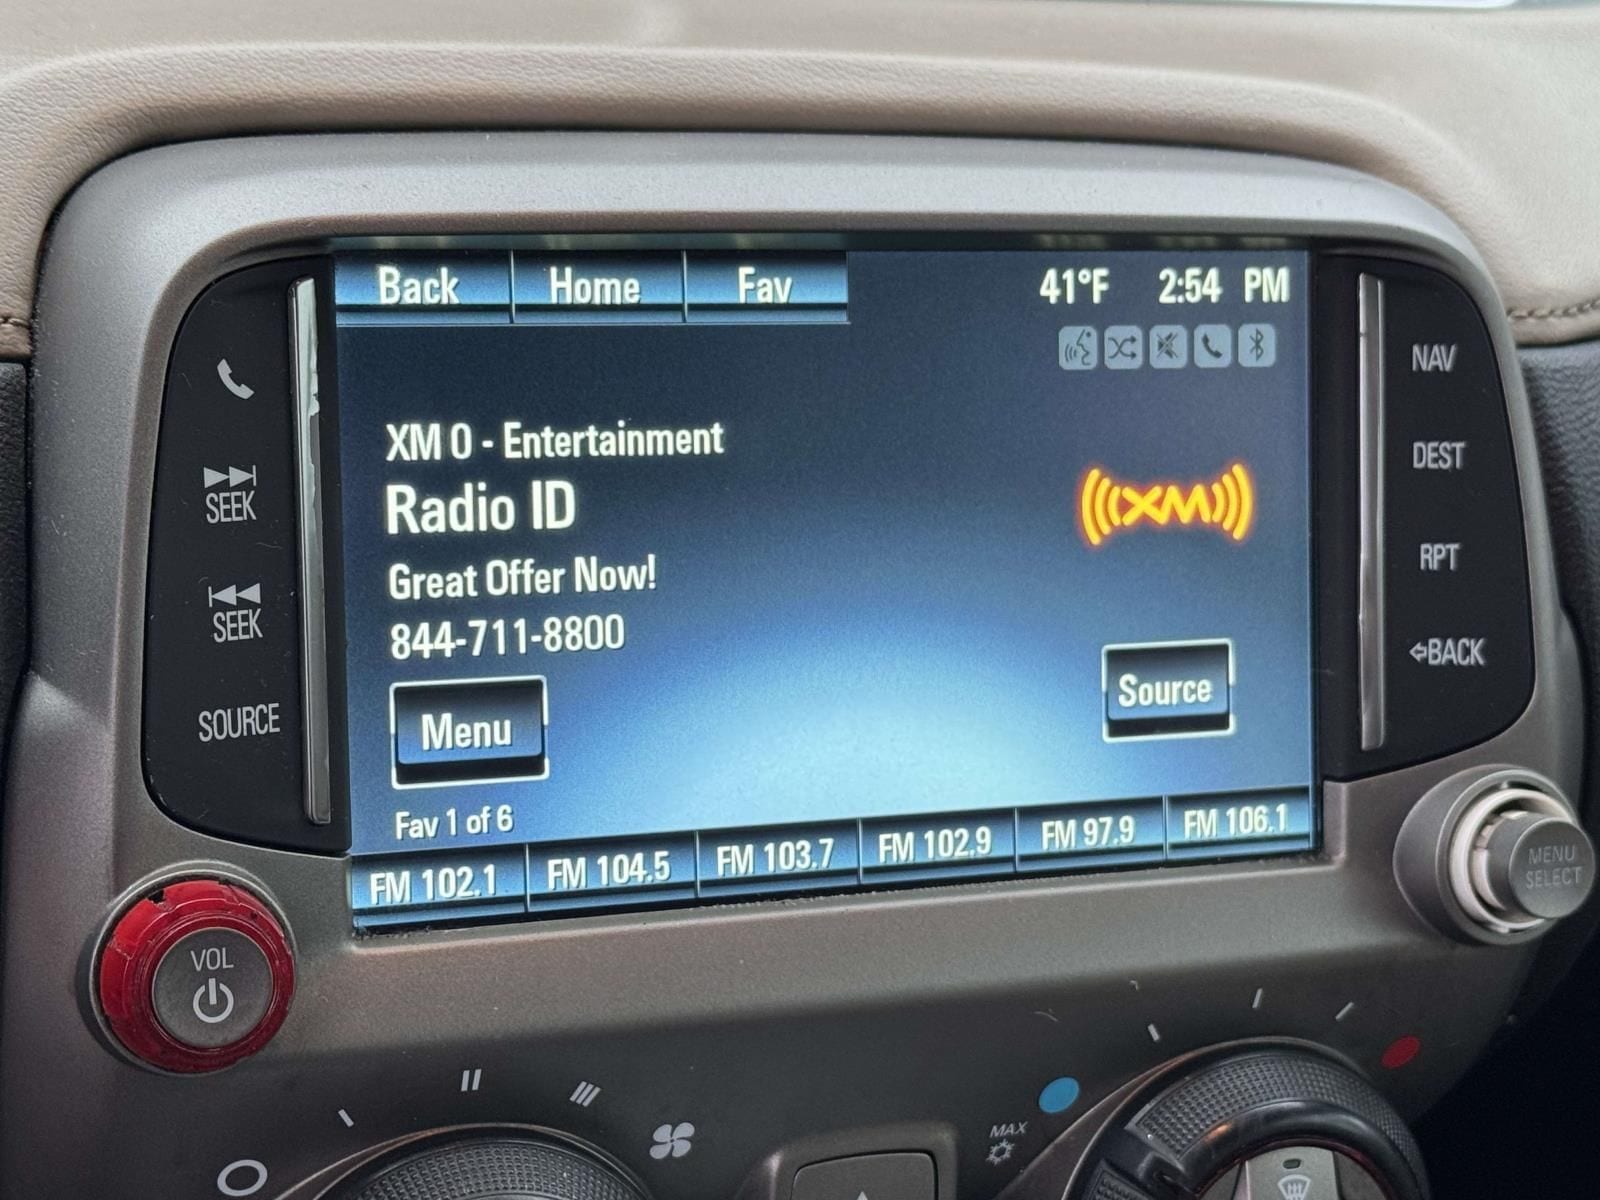 Back Home Fav 41°F 2:54 PM
XM 0 - Entertainment
Radio ID
Great Offer Now!
844-711-8800
XM
Menu
Source
Fav 1 of 6
FM 102.1 FM 104.5 FM 103.7 FM 102.9 FM 97.9 FM 106.1
SEEK
SEEK
SOURCE
NAV
DEST
RPT
BACK
VOL
MENU
SELECT
MAX